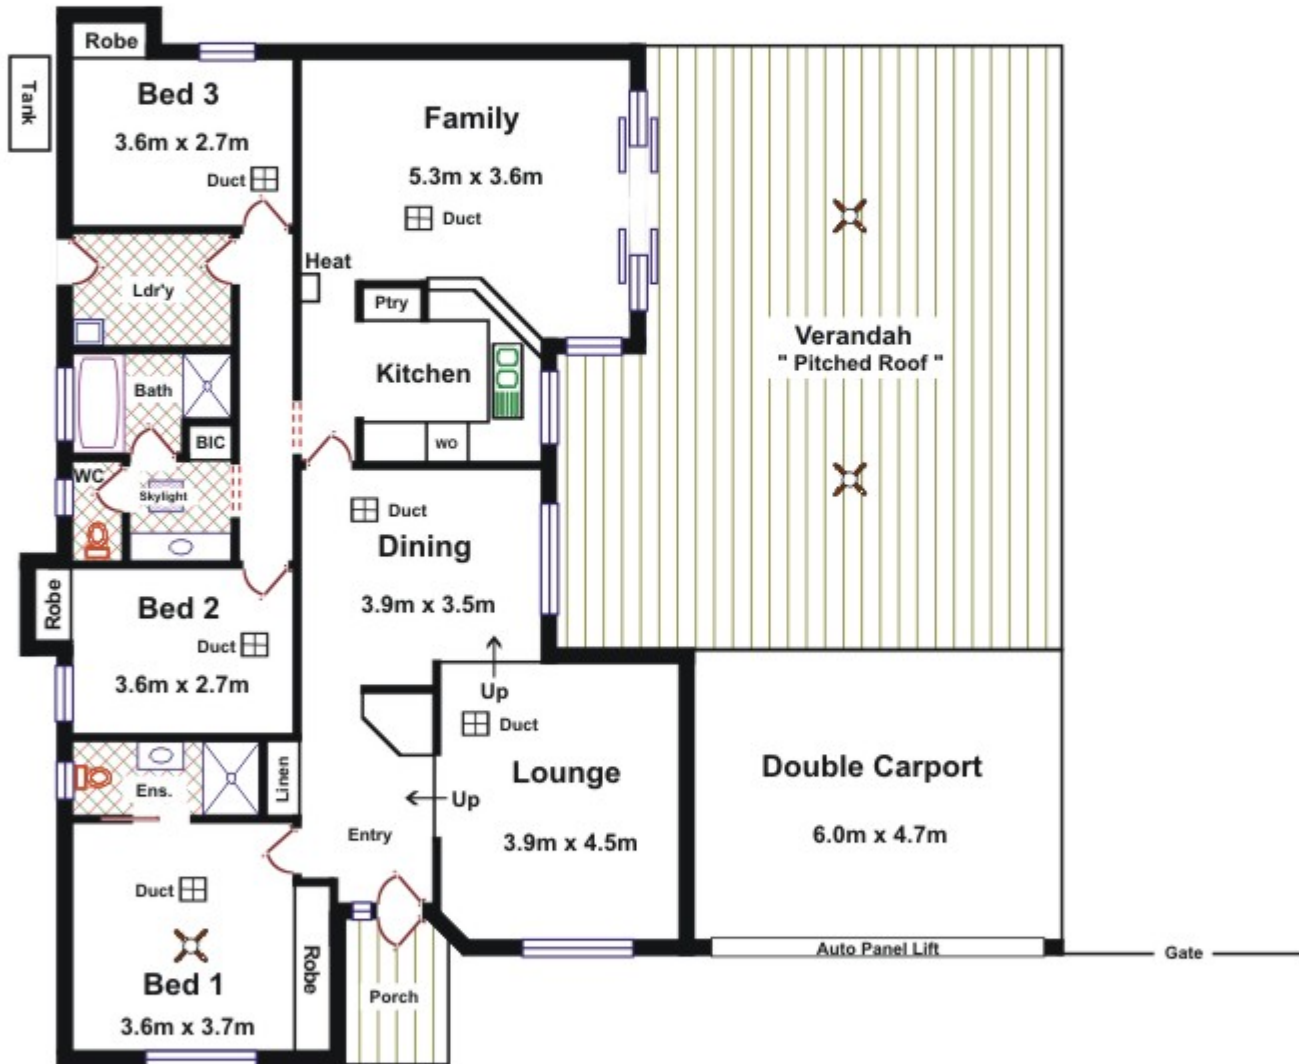 Robe
Tank
Bed 3
3.6m x 2.7m
Duct
Family
5.3m x 3.6m
Duct
Heat
Ldr'y
Ptry
Kitchen
WO
Verandah
" Pitched Roof "
Bath
BIC
WC
Skylight
Duct
Dining
3.9m x 3.5m
Robe
Bed 2
Duct
3.6m x 2.7m
Up
Duct
Lounge
3.9m x 4.5m
Up
Double Carport
6.0m x 4.7m
Ens.
Linen
Entry
Duct
Bed 1
3.6m x 3.7m
Robe
Porch
Auto Panel Lift
Gate